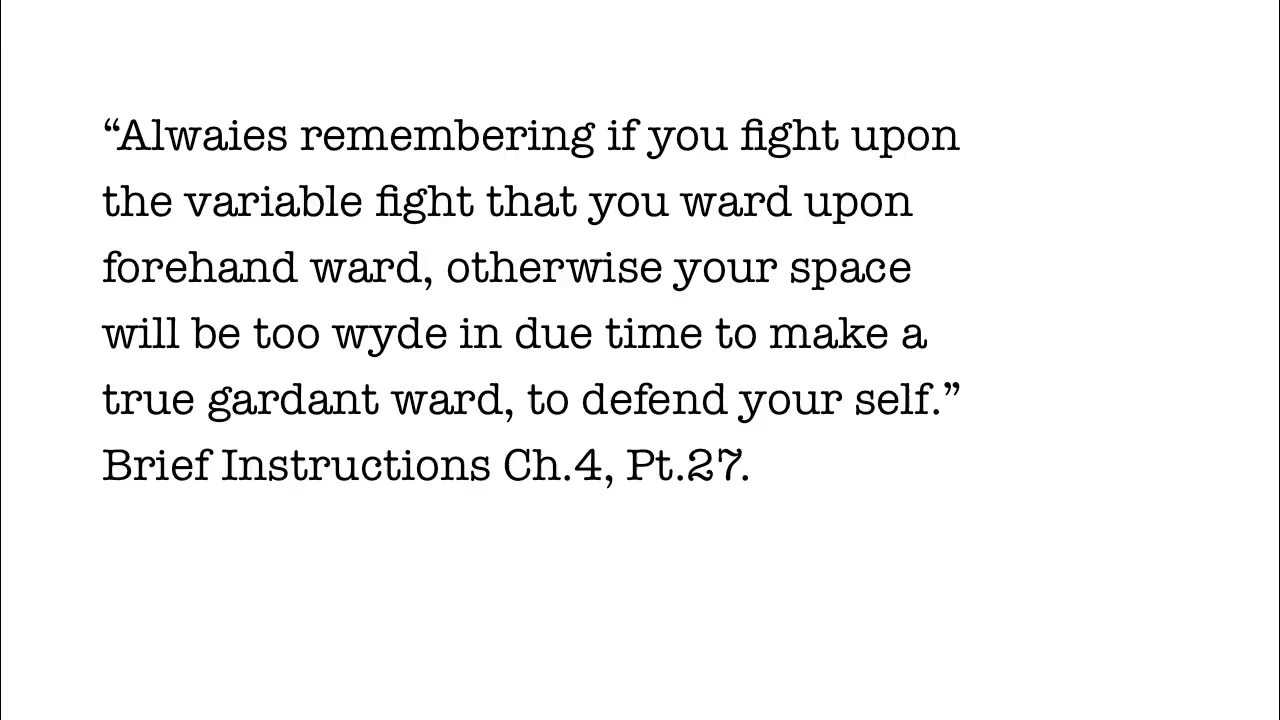 “Alwaies remembering if you fight upon
the variable fight that you ward upon
forehand ward, otherwise your space
will be too wyde in due time to make a
true gardant ward, to defend your self.”
Brief Instructions Ch.4, Pt.27.